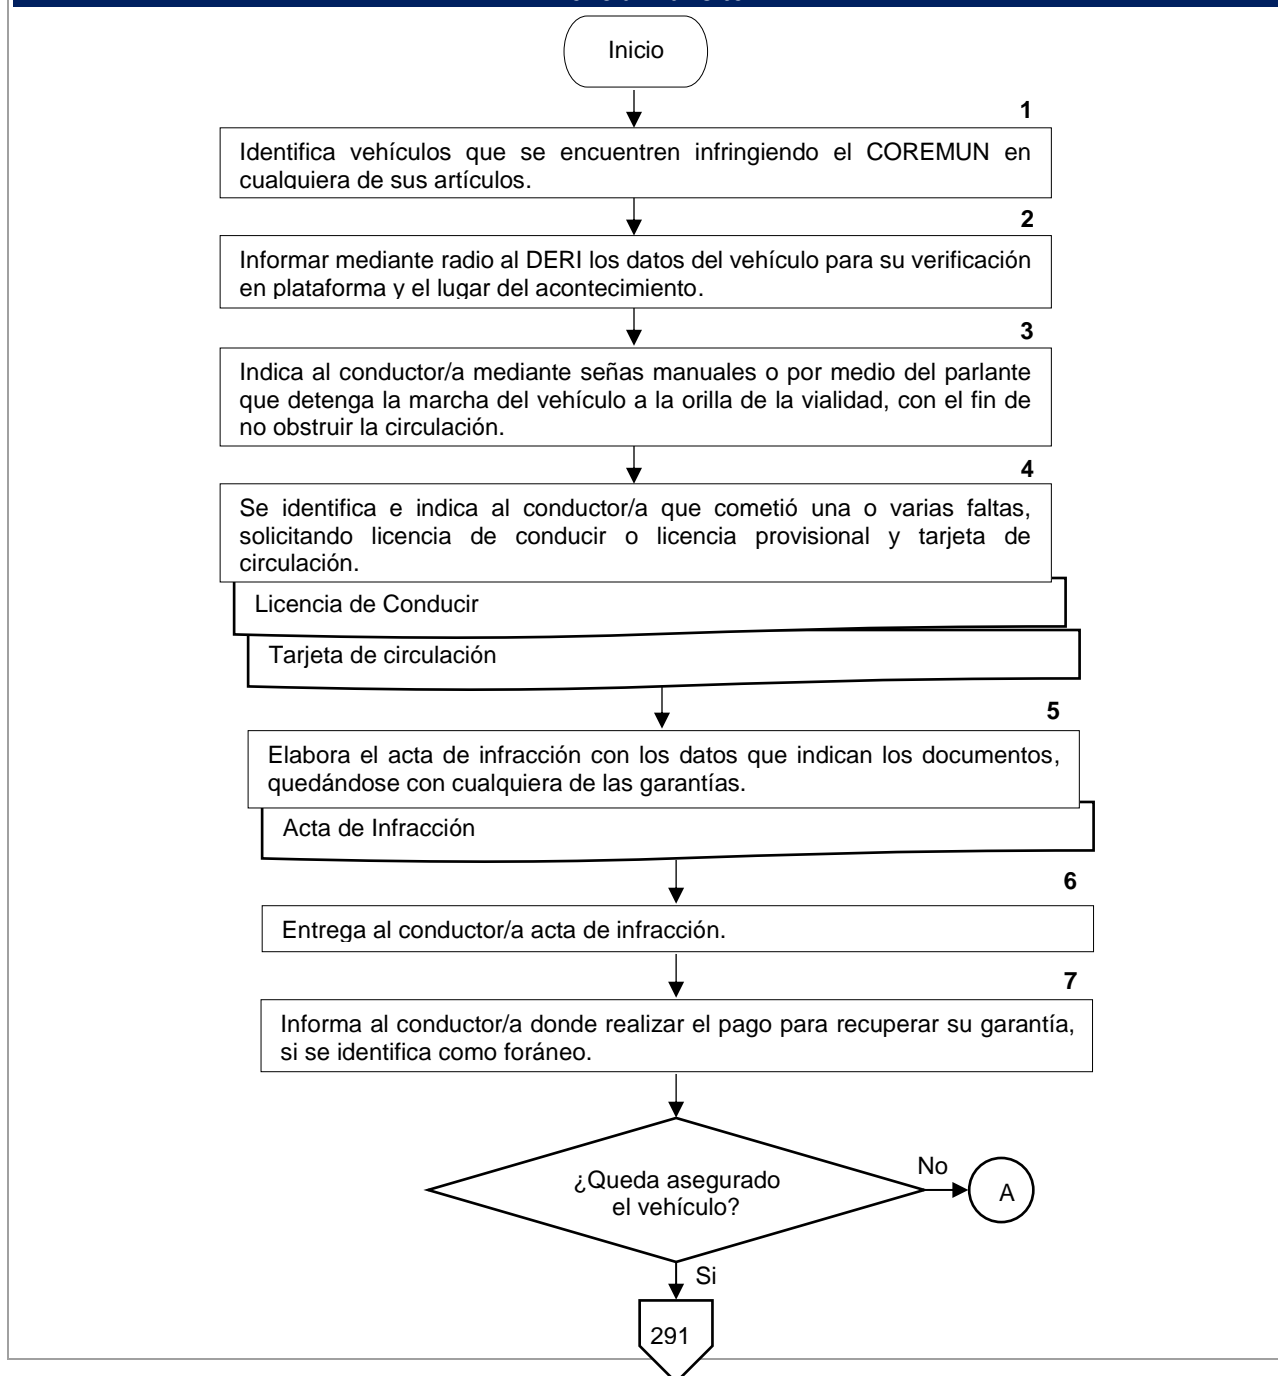 Inicio
1
Identifica vehículos que se encuentren infringiendo el COREMUN en
cualquiera de sus artículos.
2
Informar mediante radio al DERI los datos del vehículo para su verificación
en plataforma y el lugar del acontecimiento.
3
Indica al conductor/a mediante señas manuales o por medio del parlante
que detenga la marcha del vehículo a la orilla de la vialidad, con el fin de
no obstruir la circulación.
4
Se identifica e indica al conductor/a que cometió una o varias faltas,
solicitando licencia de conducir o licencia provisional y tarjeta de
circulación.
Licencia de Conducir
Tarjeta de circulación
5
Elabora el acta de infracción con los datos que indican los documentos,
quedándose con cualquiera de las garantías.
Acta de Infracción
6
Entrega al conductor/a acta de infracción.
7
Informa al conductor/a donde realizar el pago para recuperar su garantía,
si se identifica como foráneo.
¿Queda asegurado
el vehículo?
No
A
Si
291